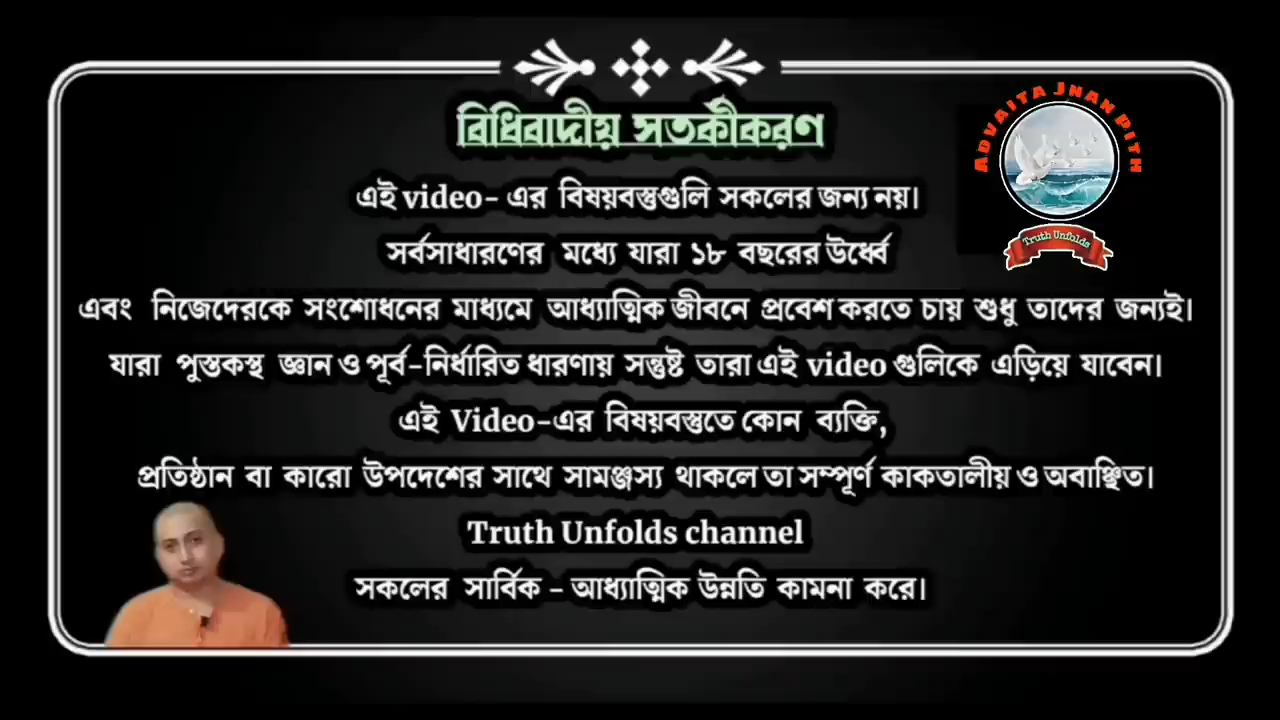 বিধিবাদীয় সতর্কীকরণ
ADVAITA JNAN PITH
Truth Unfolds
এই video- এর বিষয়বস্তুগুলি সকলের জন্য নয়।
সর্বসাধারণের মধ্যে যারা ১৮ বছরের উর্ধ্বে
এবং নিজেদেরকে সংশোধনের মাধ্যমে আধ্যাত্মিক জীবনে প্রবেশ করতে চায় শুধু তাদের জন্যই।
যারা পুস্তকস্থ জ্ঞান ও পূর্ব-নির্ধারিত ধারণায় সন্তুষ্ট তারা এই video গুলিকে এড়িয়ে যাবেন।
এই Video-এর বিষয়বস্তুতে কোন ব্যক্তি,
প্রতিষ্ঠান বা কারো উপদেশের সাথে সামঞ্জস্য থাকলে তা সম্পূর্ণ কাকতালীয় ও অবাঞ্ছিত।
Truth Unfolds channel
সকলের সার্বিক - আধ্যাত্মিক উন্নতি কামনা করে।